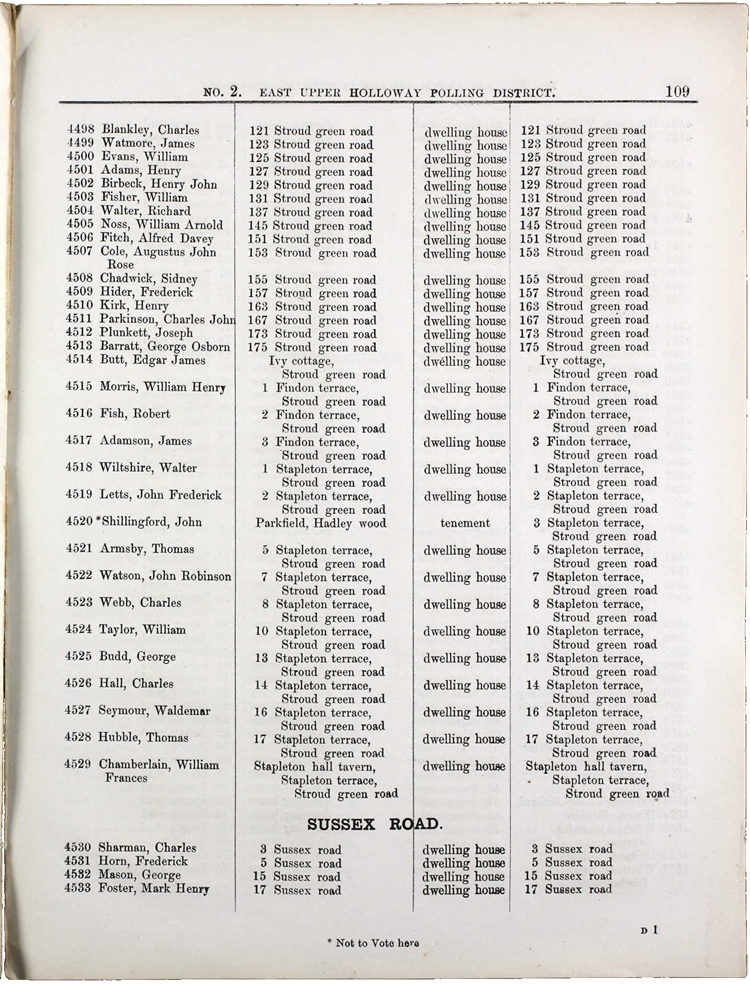 NO. 2. EAST UPPER HOLLOWAY POLLING DISTRICT. 109
4498 Blankley, Charles 121 Stroud green road dwelling house 121 Stroud green road
4499 Watmore, James 123 Stroud green road dwelling house 123 Stroud green road
4500 Evans, William 125 Stroud green road dwelling house 125 Stroud green road
4501 Adams, Henry 127 Stroud green road dwelling house 127 Stroud green road
4502 Birbeck, Henry John 129 Stroud green road dwelling house 129 Stroud green road
4503 Fisher, William 131 Stroud green road dwelling house 131 Stroud green road
4504 Walter, Richard 137 Stroud green road dwelling house 137 Stroud green road
4505 Noss, William Arnold 145 Stroud green road dwelling house 145 Stroud green road
4506 Fitch, Alfred Davey 151 Stroud green road dwelling house 151 Stroud green road
4507 Cole, Augustus John 153 Stroud green road dwelling house 153 Stroud green road
Rose
4508 Chadwick, Sidney 155 Stroud green road dwelling house 155 Stroud green road
4509 Hider, Frederick 157 Stroud green road dwelling house 157 Stroud green road
4510 Kirk, Henry 163 Stroud green road dwelling house 163 Stroud green road
4511 Parkinson, Charles John 167 Stroud green road dwelling house 167 Stroud green road
4512 Plunkett, Joseph 173 Stroud green road dwelling house 173 Stroud green road
4513 Barratt, George Osborn 175 Stroud green road dwelling house 175 Stroud green road
4514 Butt, Edgar James Ivy cottage, dwelling house Ivy cottage,
Stroud green road Stroud green road
4515 Morris, William Henry 1 Findon terrace, dwelling house 1 Findon terrace,
Stroud green road Stroud green road
4516 Fish, Robert 2 Findon terrace, dwelling house 2 Findon terrace,
Stroud green road Stroud green road
4517 Adamson, James 3 Findon terrace, dwelling house 3 Findon terrace,
Stroud green road Stroud green road
4518 Wiltshire, Walter 1 Stapleton terrace, dwelling house 1 Stapleton terrace,
Stroud green road Stroud green road
4519 Letts, John Frederick 2 Stapleton terrace, dwelling house 2 Stapleton terrace,
Stroud green road Stroud green road
4520 *Shillingford, John Parkfield, Hadley wood tenement 3 Stapleton terrace,
Stroud green road
4521 Armsby, Thomas 5 Stapleton terrace, dwelling house 5 Stapleton terrace,
Stroud green road Stroud green road
4522 Watson, John Robinson 7 Stapleton terrace, dwelling house 7 Stapleton terrace,
Stroud green road Stroud green road
4523 Webb, Charles 8 Stapleton terrace, dwelling house 8 Stapleton terrace,
Stroud green road Stroud green road
4524 Taylor, William 10 Stapleton terrace, dwelling house 10 Stapleton terrace,
Stroud green road Stroud green road
4525 Budd, George 13 Stapleton terrace, dwelling house 13 Stapleton terrace,
Stroud green road Stroud green road
4526 Hall, Charles 14 Stapleton terrace, dwelling house 14 Stapleton terrace,
Stroud green road Stroud green road
4527 Seymour, Waldemar 16 Stapleton terrace, dwelling house 16 Stapleton terrace,
Stroud green road Stroud green road
4528 Hubble, Thomas 17 Stapleton terrace, dwelling house 17 Stapleton terrace,
Stroud green road Stroud green road
4529 Chamberlain, William Stapleton hall tavern, dwelling house Stapleton hall tavern,
Frances Stapleton terrace, Stapleton terrace,
Stroud green road Stroud green road
SUSSEX ROAD.
4530 Sharman, Charles 3 Sussex road dwelling house 3 Sussex road
4531 Horn, Frederick 5 Sussex road dwelling house 5 Sussex road
4532 Mason, George 15 Sussex road dwelling house 15 Sussex road
4533 Foster, Mark Henry 17 Sussex road dwelling house 17 Sussex road
D 1
* Not to Vote here